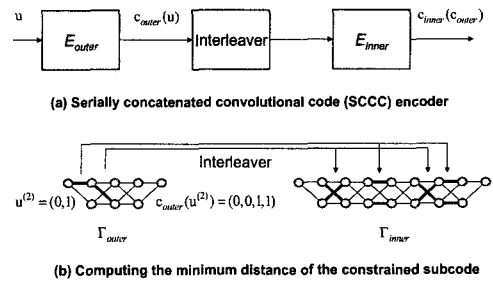 u
c_outer(u)
c_inner(c_outer)
E_outer
Interleaver
E_inner
(a) Serially concatenated convolutional code (SCCC) encoder
Interleaver
u^(2) = (0,1)
c_outer(u^(2)) = (0,0,1,1)
Γ_outer
Γ_inner
(b) Computing the minimum distance of the constrained subcode